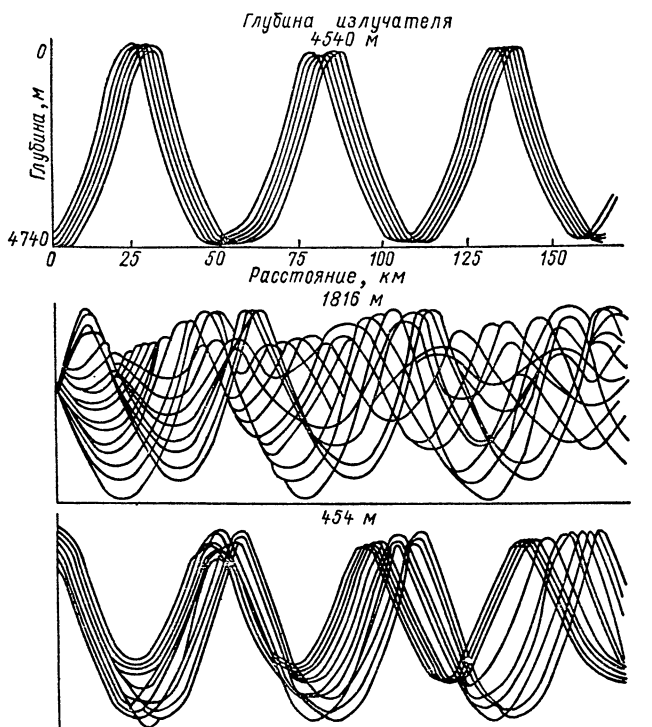 Глубина излучателя
4540 м
0
Глубина, м
4740
0 25 50 75 100 125 150
Расстояние, км
1816 м
454 м